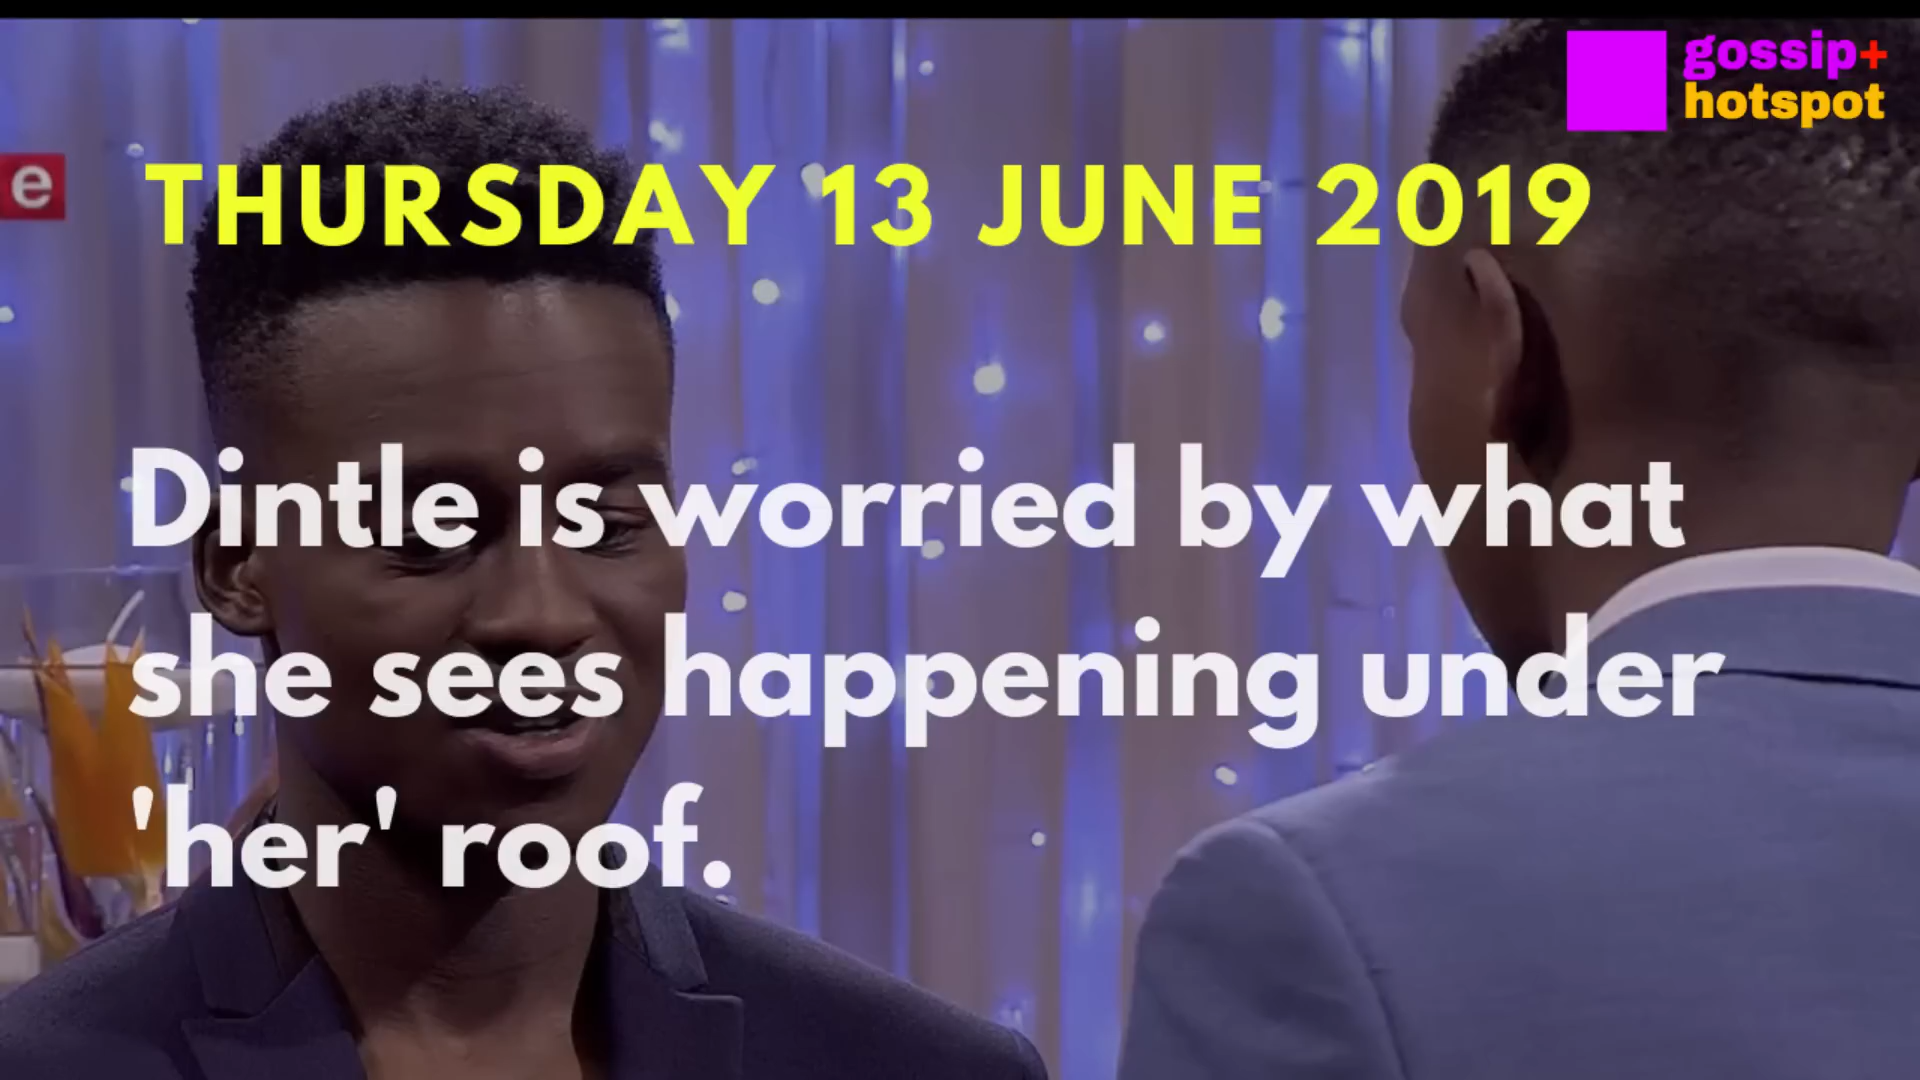 gossip+
hotspot
e
THURSDAY 13 JUNE 2019
Dintle is worried by what
she sees happening under
'her' roof.